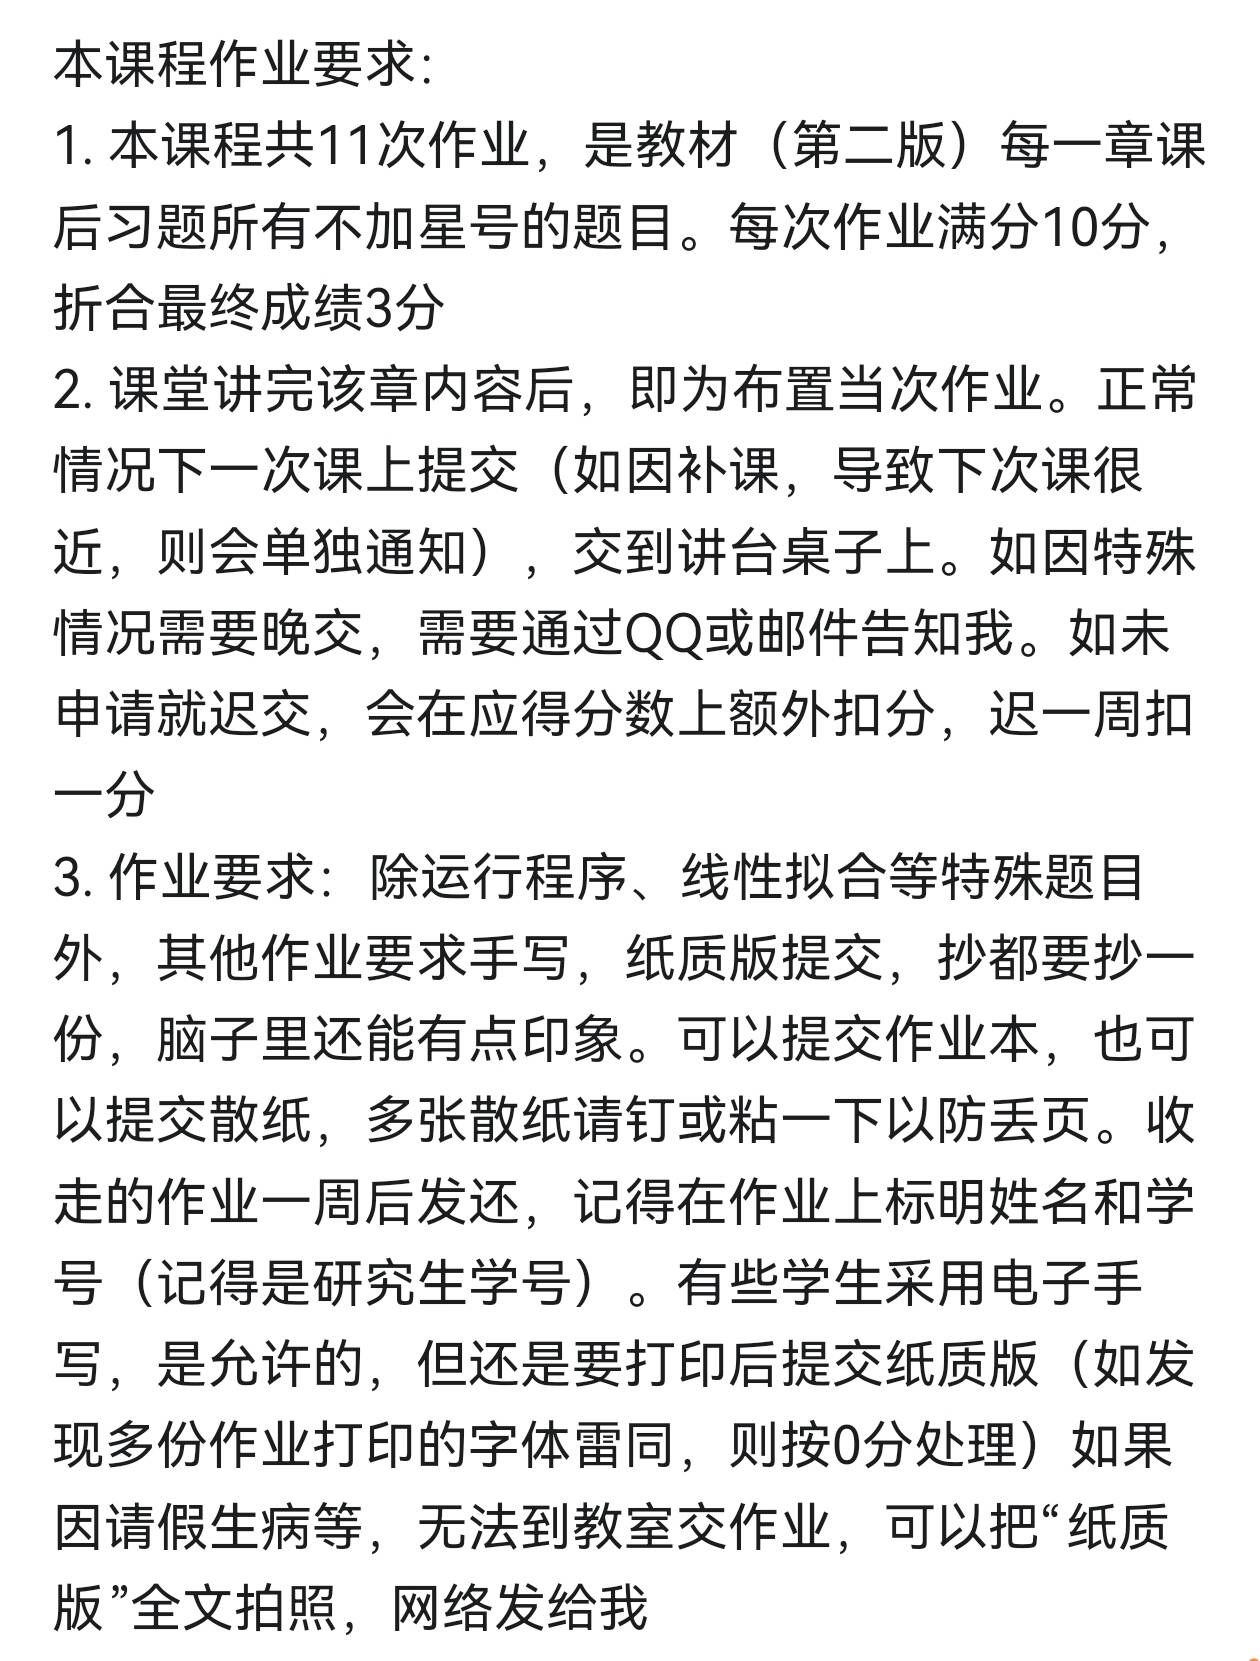 本课程作业要求：
1. 本课程共11次作业，是教材（第二版）每一章课
后习题所有不加星号的题目。每次作业满分10分，
折合最终成绩3分
2. 课堂讲完该章内容后，即为布置当次作业。正常
情况下一次课上提交（如因补课，导致下次课很
近，则会单独通知），交到讲台桌子上。如因特殊
情况需要晚交，需要通过QQ或邮件告知我。如未
申请就迟交，会在应得分数上额外扣分，迟一周扣
一分
3. 作业要求：除运行程序、线性拟合等特殊题目
外，其他作业要求手写，纸质版提交，抄都要抄一
份，脑子里还能有点印象。可以提交作业本，也可
以提交散纸，多张散纸请钉或粘一下以防丢页。收
走的作业一周后发还，记得在作业上标明姓名和学
号（记得是研究生学号）。有些学生采用电子手
写，是允许的，但还是要打印后提交纸质版（如发
现多份作业打印的字体雷同，则按0分处理）如果
因请假生病等，无法到教室交作业，可以把“纸质
版”全文拍照，网络发给我